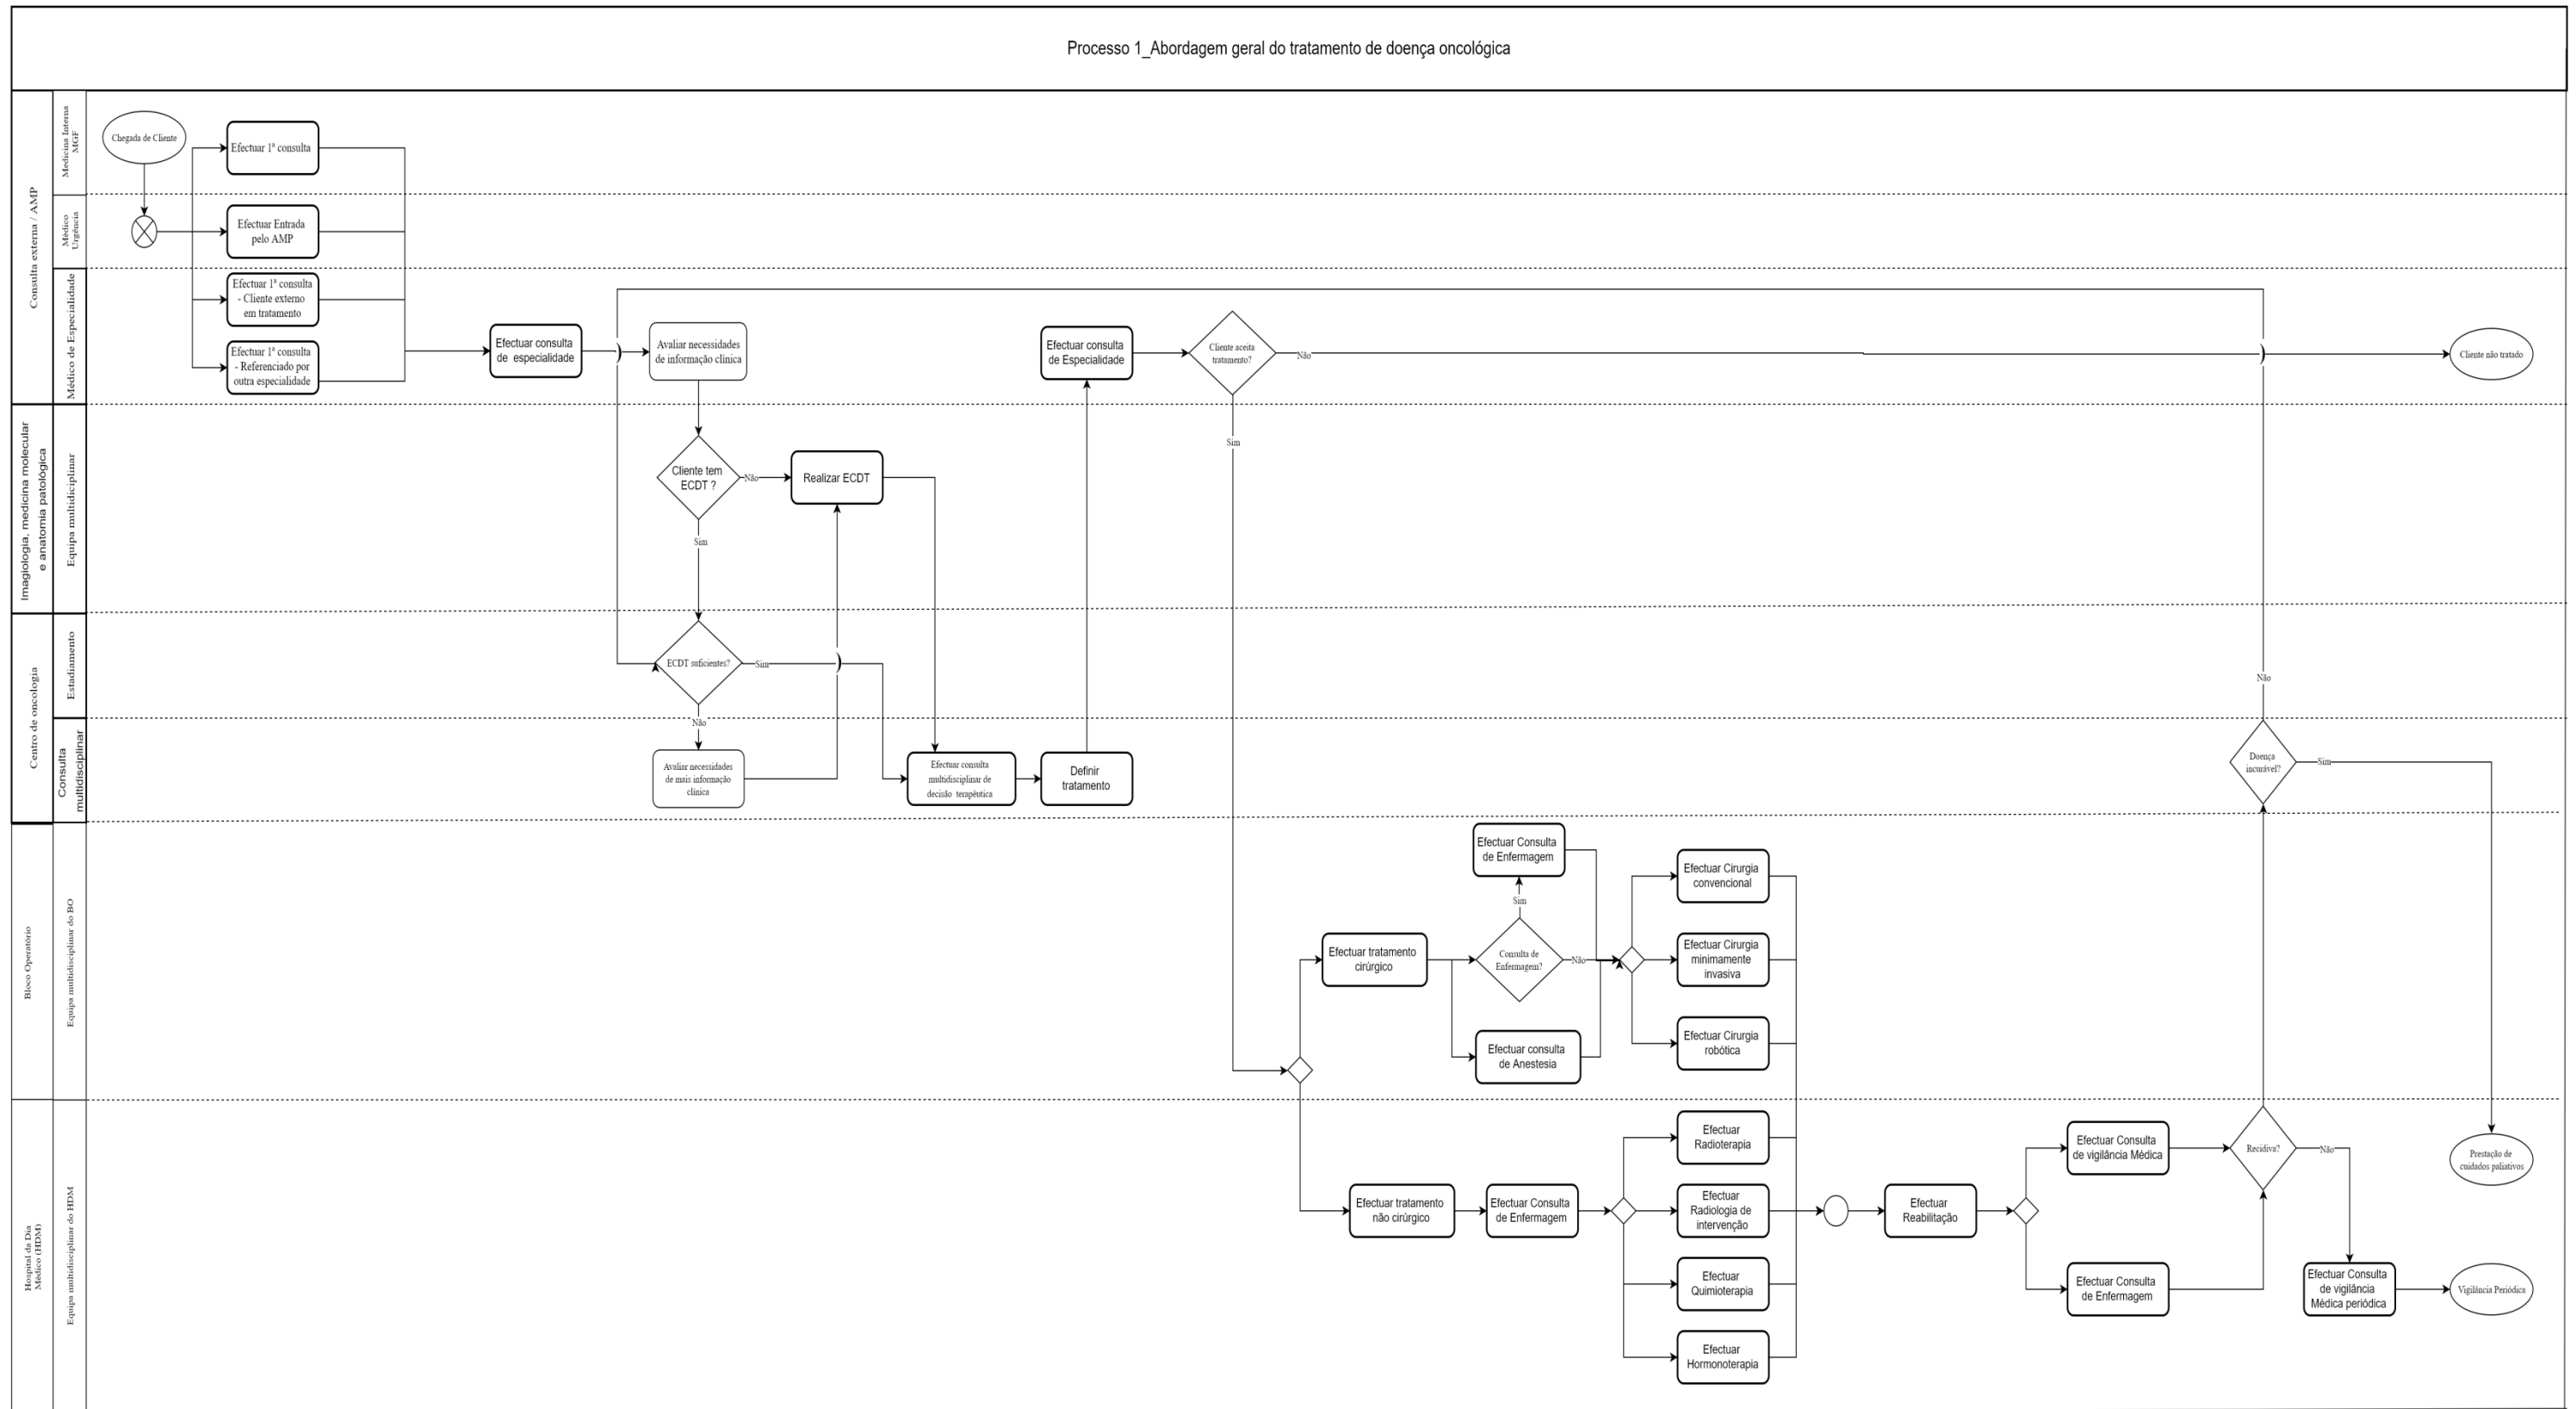 Processo 1_Abordagem geral do tratamento de doença oncológica
Consulta externa / AMP
Medicina Interna
MGF
Chegada de Cliente
Efectuar 1ª consulta
Médico
Urgência
Efectuar Entrada
pelo AMP
Médico de Especialidade
Efectuar 1ª consulta
- Cliente externo
em tratamento
Efectuar 1ª consulta
- Referenciado por
outra especialidade
Efectuar consulta
de especialidade
Avaliar necessidades
de informação clínica
Efectuar consulta
de Especialidade
Cliente aceita
tratamento?
Não
Cliente não tratado
Sim
Imagiologia, medicina molecular
e anatomia patológica
Equipa multidiciplinar
Cliente tem
ECDT ?
Não
Realizar ECDT
Sim
Centro de oncologia
Estadiamento
ECDT suficientes?
Sim
Não
Não
Consulta
multidisciplinar
Avaliar necessidades
de mais informação
clínica
Efectuar consulta
multidisciplinar de
decisão terapêutica
Definir
tratamento
Doença
incurável?
Sim
Bloco Operatório
Equipa multidisciplinar do BO
Efectuar Consulta
de Enfermagem
Sim
Efectuar tratamento
cirúrgico
Consulta de
Enfermagem?
Não
Efectuar consulta
de Anestesia
Efectuar Cirurgia
convencional
Efectuar Cirurgia
minimamente
invasiva
Efectuar Cirurgia
robótica
Hospital da Dia
Médico (HDM)
Equipa multidisciplinar do HDM
Efectuar tratamento
não cirúrgico
Efectuar Consulta
de Enfermagem
Efectuar
Radioterapia
Efectuar
Radiologia de
intervenção
Efectuar
Quimioterapia
Efectuar
Hormonoterapia
Efectuar
Reabilitação
Efectuar Consulta
de vigilância Médica
Efectuar Consulta
de Enfermagem
Recidiva?
Não
Efectuar Consulta
de vigilância
Médica periódica
Prestação de
cuidados paliativos
Vigilância Periódica